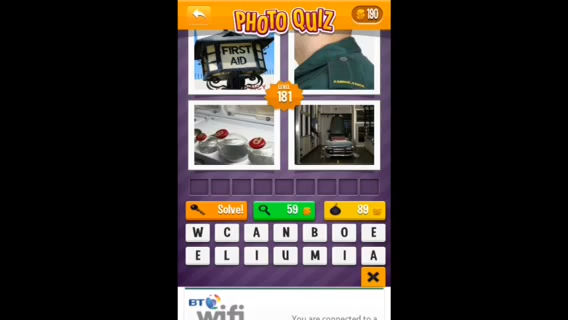 PHOTO QUIZ
190
FIRST
AID
LEVEL
181
Solve!
59
89
W C A N B O E
E L I U M I A
BT
wifi
You are connected to a